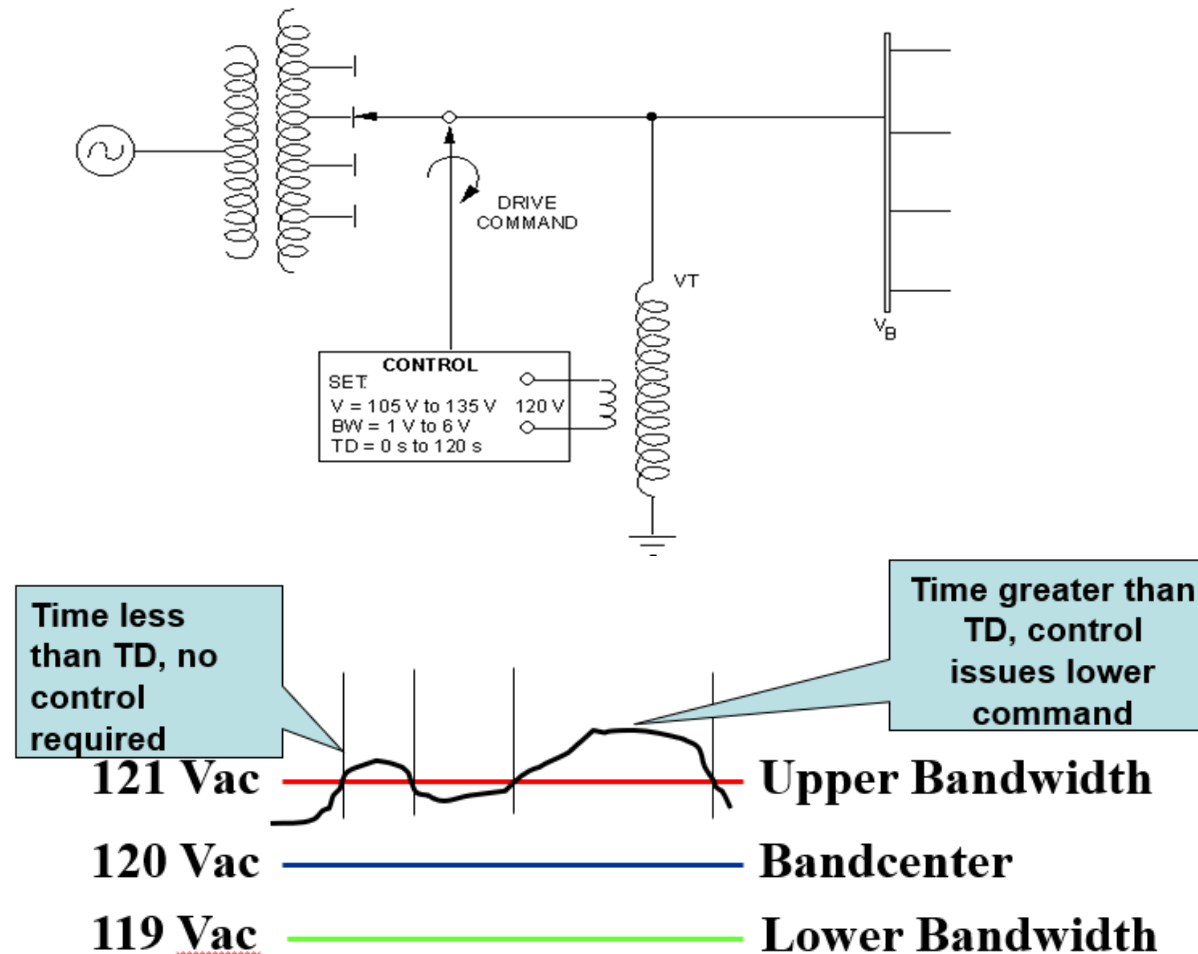 DRIVE
COMMAND
VT
VB
CONTROL
SET.
V = 105 V to 135 V 120 V
BW = 1 V to 6 V
TD = 0 s to 120 s
Time less
than TD, no
control
required
Time greater than
TD, control
issues lower
command
121 Vac Upper Bandwidth
120 Vac Bandcenter
119 Vac Lower Bandwidth